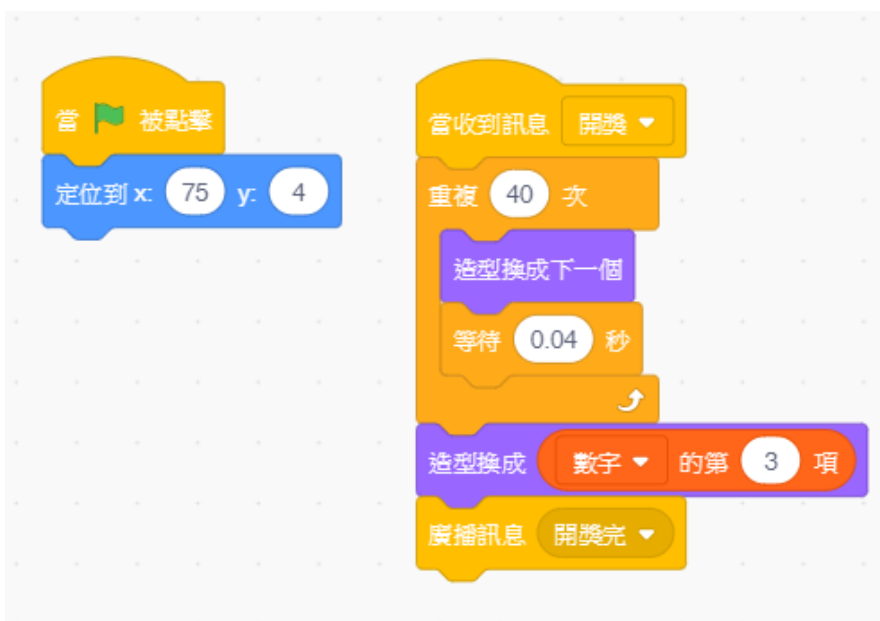 當 被點擊
定位到 x: 75 y: 4
當收到訊息 開獎
重複 40 次
造型換成下一個
等待 0.04 秒
造型換成 數字 的第 3 項
廣播訊息 開獎完